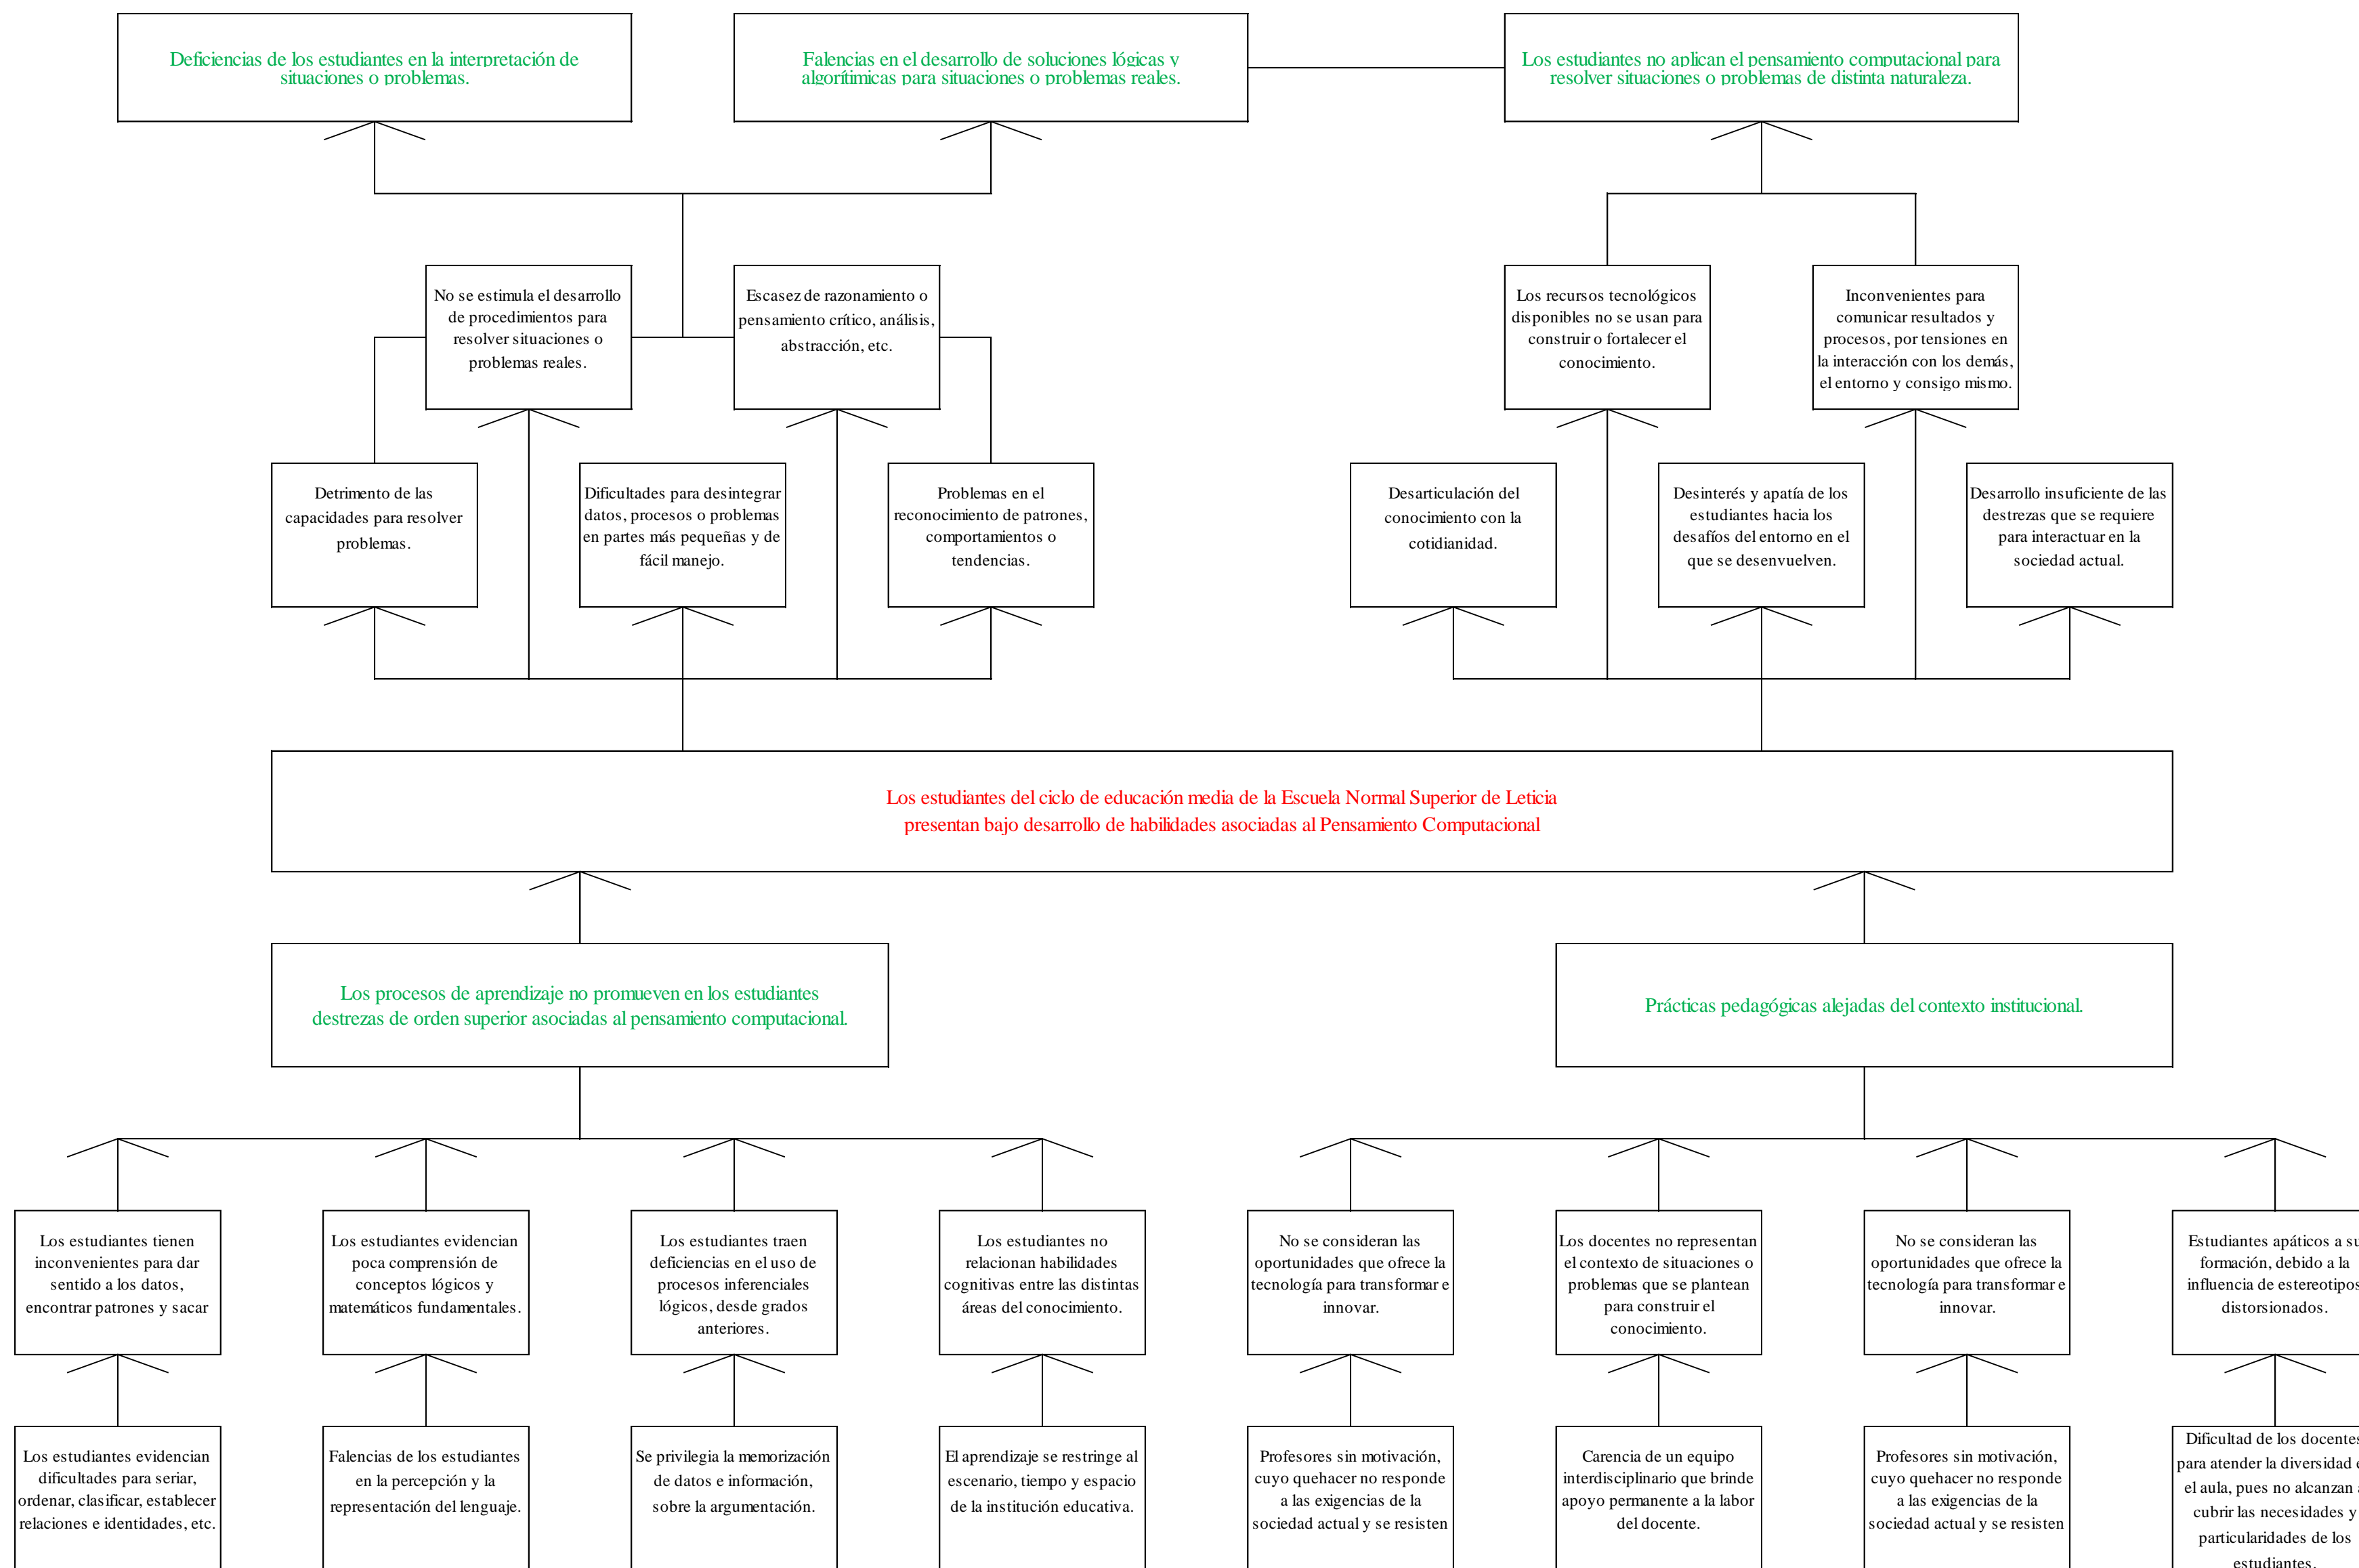 Deficiencias de los estudiantes en la interpretación de
situaciones o problemas.
Falencias en el desarrollo de soluciones lógicas y
algorítimicas para situaciones o problemas reales.
Los estudiantes no aplican el pensamiento computacional para
resolver situaciones o problemas de distinta naturaleza.
No se estimula el desarrollo
de procedimientos para
resolver situaciones o
problemas reales.
Escasez de razonamiento o
pensamiento crítico, análisis,
abstracción, etc.
Los recursos tecnológicos
disponibles no se usan para
construir o fortalecer el
conocimiento.
Inconvenientes para
comunicar resultados y
procesos, por tensiones en
la interacción con los demás,
el entorno y consigo mismo.
Detrimento de las
capacidades para resolver
problemas.
Dificultades para desintegrar
datos, procesos o problemas
en partes más pequeñas y de
fácil manejo.
Problemas en el
reconocimiento de patrones,
comportamientos o
tendencias.
Desarticulación del
conocimiento con la
cotidianidad.
Desinterés y apatía de los
estudiantes hacia los
desafíos del entorno en el
que se desenvuelven.
Desarrollo insuficiente de las
destrezas que se requiere
para interactuar en la
sociedad actual.
Los estudiantes del ciclo de educación media de la Escuela Normal Superior de Leticia
presentan bajo desarrollo de habilidades asociadas al Pensamiento Computacional
Los procesos de aprendizaje no promueven en los estudiantes
destrezas de orden superior asociadas al pensamiento computacional.
Prácticas pedagógicas alejadas del contexto institucional.
Los estudiantes tienen
inconvenientes para dar
sentido a los datos,
encontrar patrones y sacar
Los estudiantes evidencian
poca comprensión de
conceptos lógicos y
matemáticos fundamentales.
Los estudiantes traen
deficiencias en el uso de
procesos inferenciales
lógicos, desde grados
anteriores.
Los estudiantes no
relacionan habilidades
cognitivas entre las distintas
áreas del conocimiento.
No se consideran las
oportunidades que ofrece la
tecnología para transformar e
innovar.
Los docentes no representan
el contexto de situaciones o
problemas que se plantean
para construir el
conocimiento.
No se consideran las
oportunidades que ofrece la
tecnología para transformar e
innovar.
Estudiantes apáticos a su
formación, debido a la
influencia de estereotipos
distorsionados.
Los estudiantes evidencian
dificultades para seriar,
ordenar, clasificar, establecer
relaciones e identidades, etc.
Falencias de los estudiantes
en la percepción y la
representación del lenguaje.
Se privilegia la memorización
de datos e información,
sobre la argumentación.
El aprendizaje se restringe al
escenario, tiempo y espacio
de la institución educativa.
Profesores sin motivación,
cuyo quehacer no responde
a las exigencias de la
sociedad actual y se resisten
Carencia de un equipo
interdisciplinario que brinde
apoyo permanente a la labor
del docente.
Profesores sin motivación,
cuyo quehacer no responde
a las exigencias de la
sociedad actual y se resisten
Dificultad de los docentes
para atender la diversidad
el aula, pues no alcanzan a
cubrir las necesidades y
particularidades de los
estudiantes.